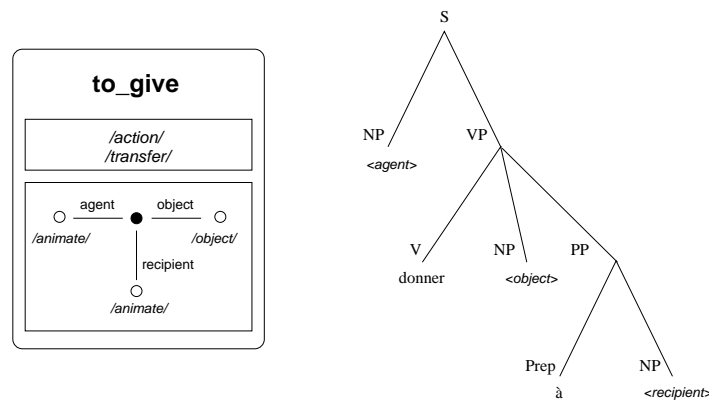 to_give
/action/
/transfer/
agent object
/animate/ /object/
recipient
/animate/
S
NP VP
<agent>
V NP PP
donner <object>
Prep NP
à <recipient>